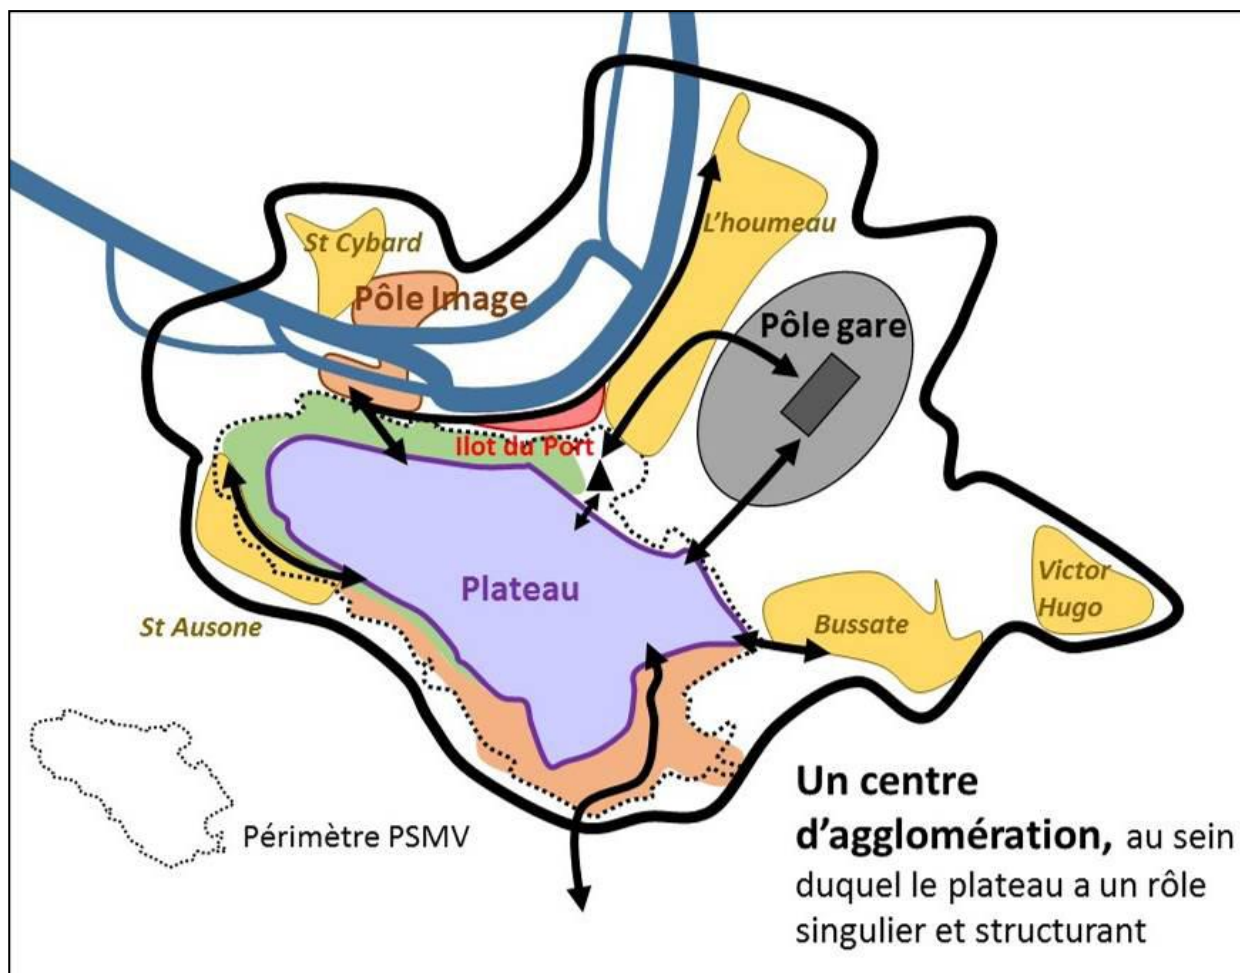 L'houmeau
St Cybard
Pôle Image
Pôle gare
Ilot du Port
Plateau
Victor
Hugo
Bussate
St Ausone
Périmètre PSMV
Un centre
d'agglomération, au sein
duquel le plateau a un rôle
singulier et structurant